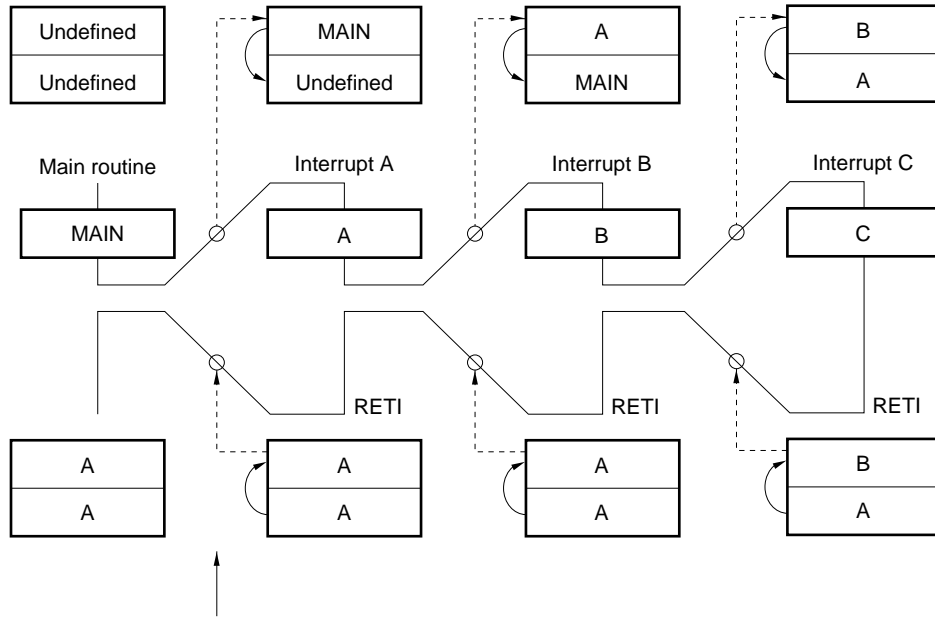 Undefined
Undefined
MAIN
Undefined
A
MAIN
B
A
Main routine
Interrupt A
Interrupt B
Interrupt C
MAIN
A
B
C
RETI
RETI
RETI
A
A
A
A
A
A
B
A